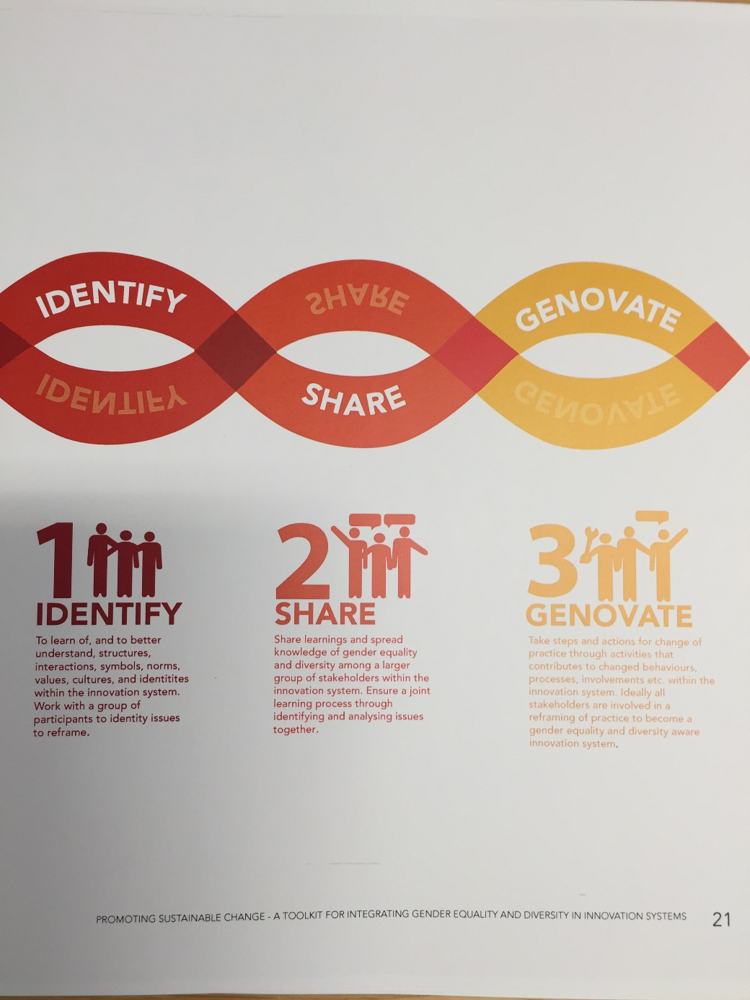 IDENTIFY
SHARE
GENOVATE
IDENTIFY
SHARE
GENOVATE
1
IDENTIFY
To learn of, and to better
understand, structures,
interactions, symbols, norms,
values, cultures, and identitites
within the innovation system.
Work with a group of
participants to identity issues
to reframe.
2
SHARE
Share learnings and spread
knowledge of gender equality
and diversity among a larger
group of stakeholders within the
innovation system. Ensure a joint
learning process through
identifying and analysing issues
together.
3
GENOVATE
Take steps and actions for change of
practice through activities that
contributes to changed behaviours,
processes, involvements etc. within the
innovation system. Ideally all
stakeholders are involved in a
reframing of practice to become a
gender equality and diversity aware
innovation system.
PROMOTING SUSTAINABLE CHANGE - A TOOLKIT FOR INTEGRATING GENDER EQUALITY AND DIVERSITY IN INNOVATION SYSTEMS 21